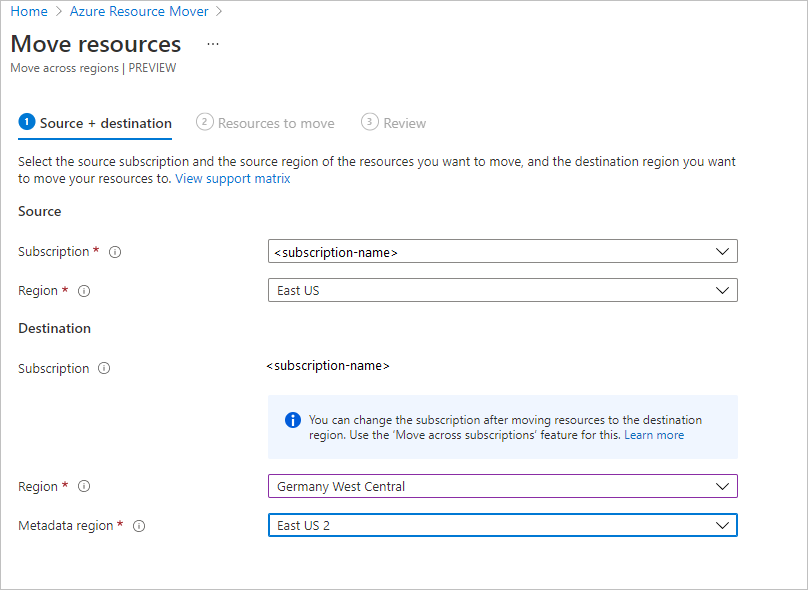 Home > Azure Resource Mover >
Move resources ...
Move across regions | PREVIEW
1 Source + destination 2 Resources to move 3 Review
Select the source subscription and the source region of the resources you want to move, and the destination region you want
to move your resources to. View support matrix
Source
Subscription * <subscription-name>
Region * East US
Destination
Subscription <subscription-name>
You can change the subscription after moving resources to the destination
region. Use the 'Move across subscriptions' feature for this. Learn more
Region * Germany West Central
Metadata region * East US 2